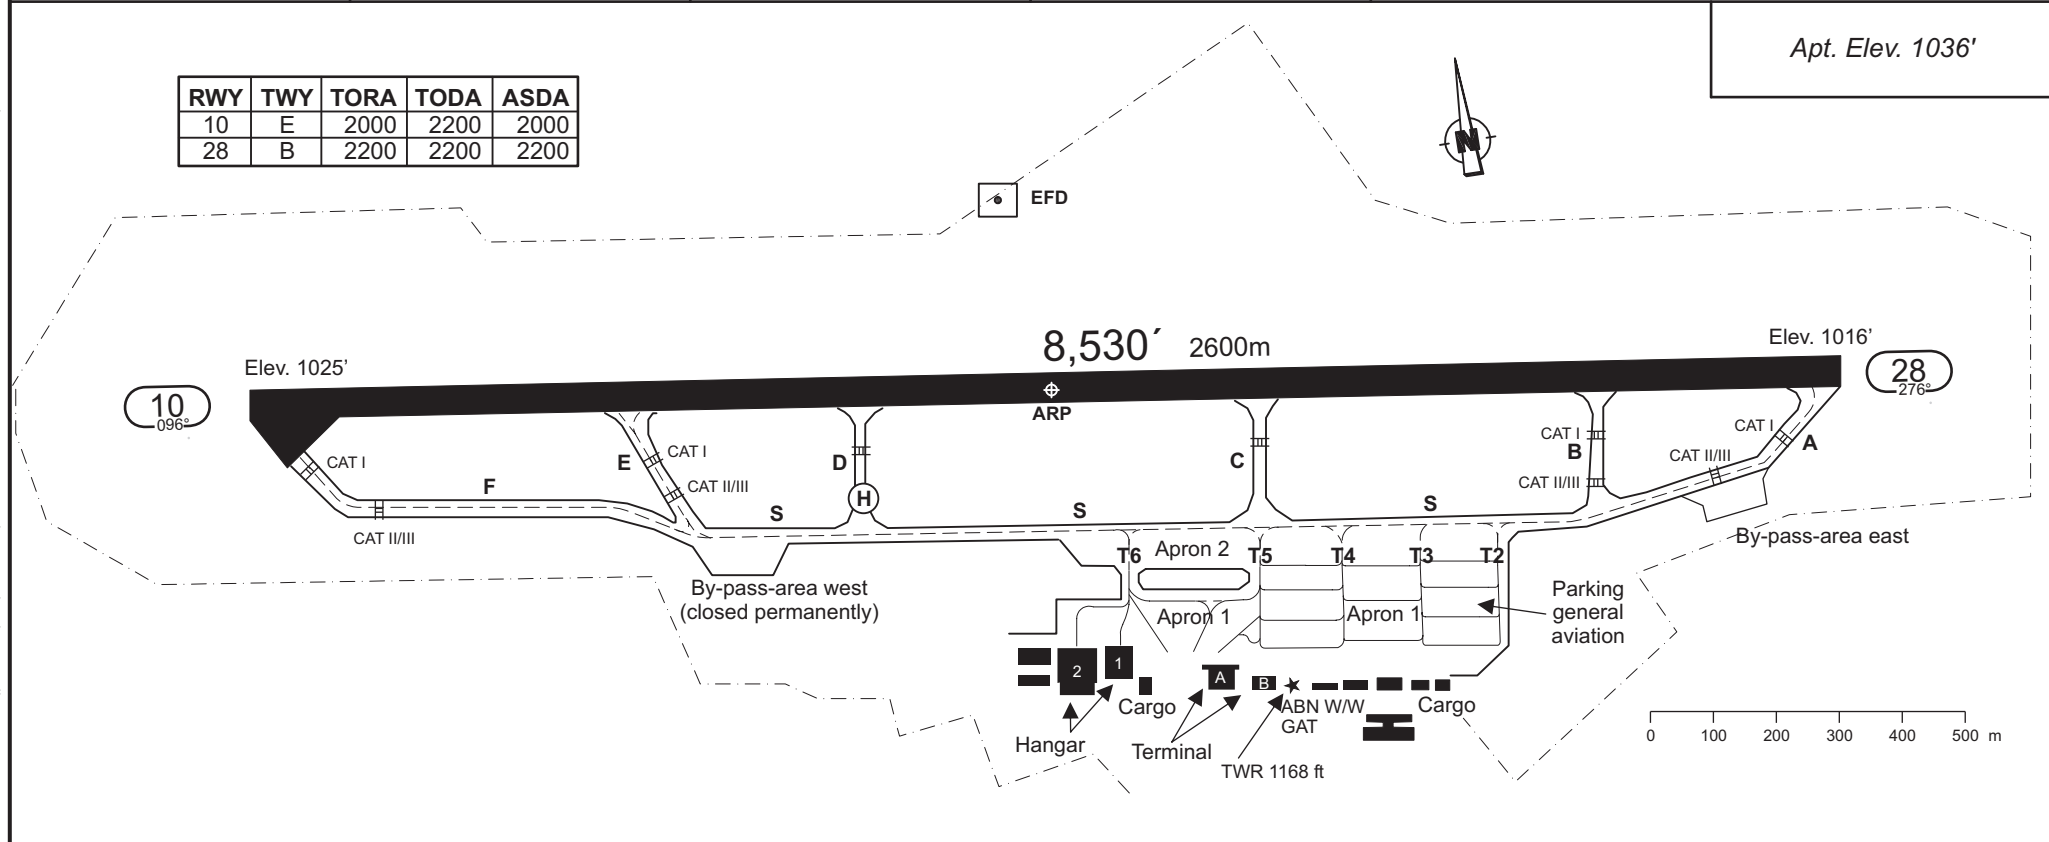 Apt. Elev. 1036'
RWY TWY TORA TODA ASDA
10 E 2000 2200 2000
28 B 2200 2200 2200
N
EFD
8,530´ 2600m
Elev. 1025’
Elev. 1016’
10
096°
28
276°
ARP
CAT I
CAT II/III
F
E
CAT I
CAT II/III
D
H
C
CAT I
B
CAT II/III
CAT I
A
CAT II/III
S
S
S
By-pass-area west
(closed permanently)
By-pass-area east
T6
Apron 2
T5
T4
T3
T2
Apron 1
Apron 1
Parking
general
aviation
2
1
A
B
Cargo
ABN W/W
GAT
Cargo
Hangar
Terminal
TWR 1168 ft
0 100 200 300 400 500 m